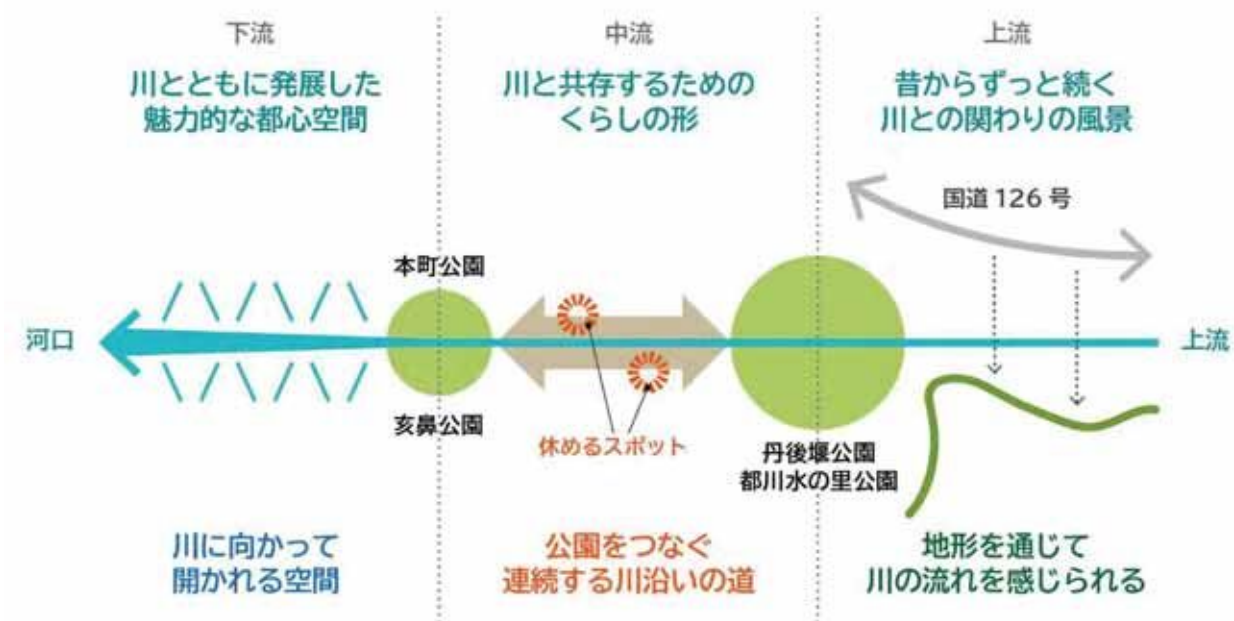 下流
川とともに発展した
魅力的な都心空間
中流
川と共存するための
くらしの形
上流
昔からずっと続く
川との関わりの風景
国道126号
本町公園
河口
上流
亥鼻公園
休めるスポット
丹後堰公園
都川水の里公園
川に向かって
開かれる空間
公園をつなぐ
連続する川沿いの道
地形を通じて
川の流れを感じられる